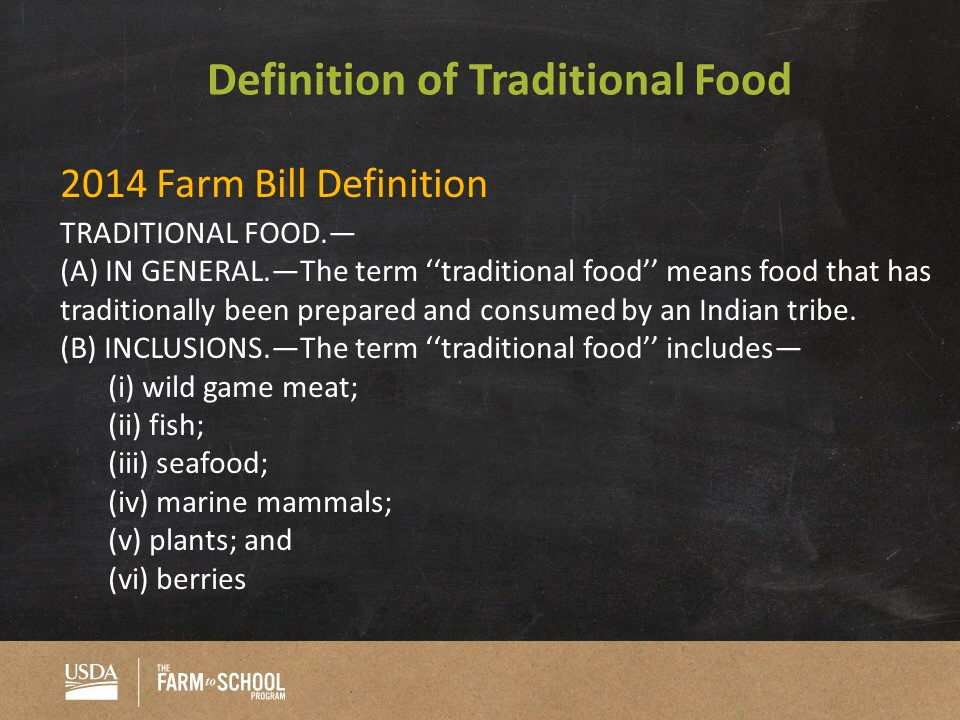 Definition of Traditional Food
2014 Farm Bill Definition
TRADITIONAL FOOD.—
(A) IN GENERAL.—The term ‘‘traditional food’’ means food that has
traditionally been prepared and consumed by an Indian tribe.
(B) INCLUSIONS.—The term ‘‘traditional food’’ includes—
(i) wild game meat;
(ii) fish;
(iii) seafood;
(iv) marine mammals;
(v) plants; and
(vi) berries
USDA
THE
FARM to SCHOOL
PROGRAM